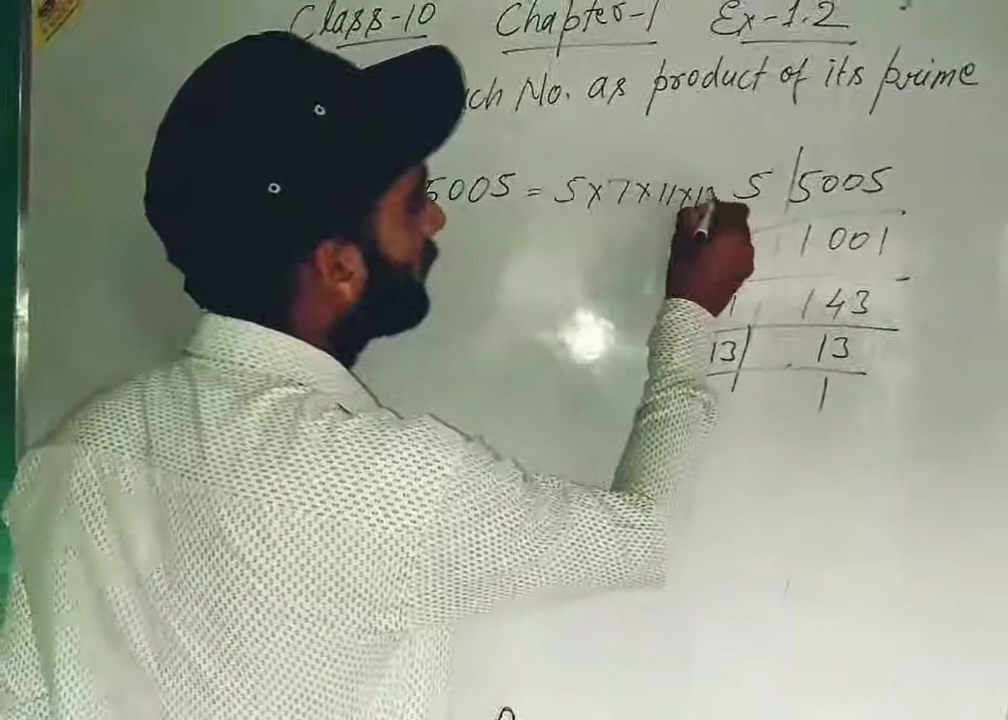 Class-10 Chapter-1 Ex-1.2
ch No. as product of its prime
5005 = 5×7×11×13
5 5005
1001
1 143
13 13
1